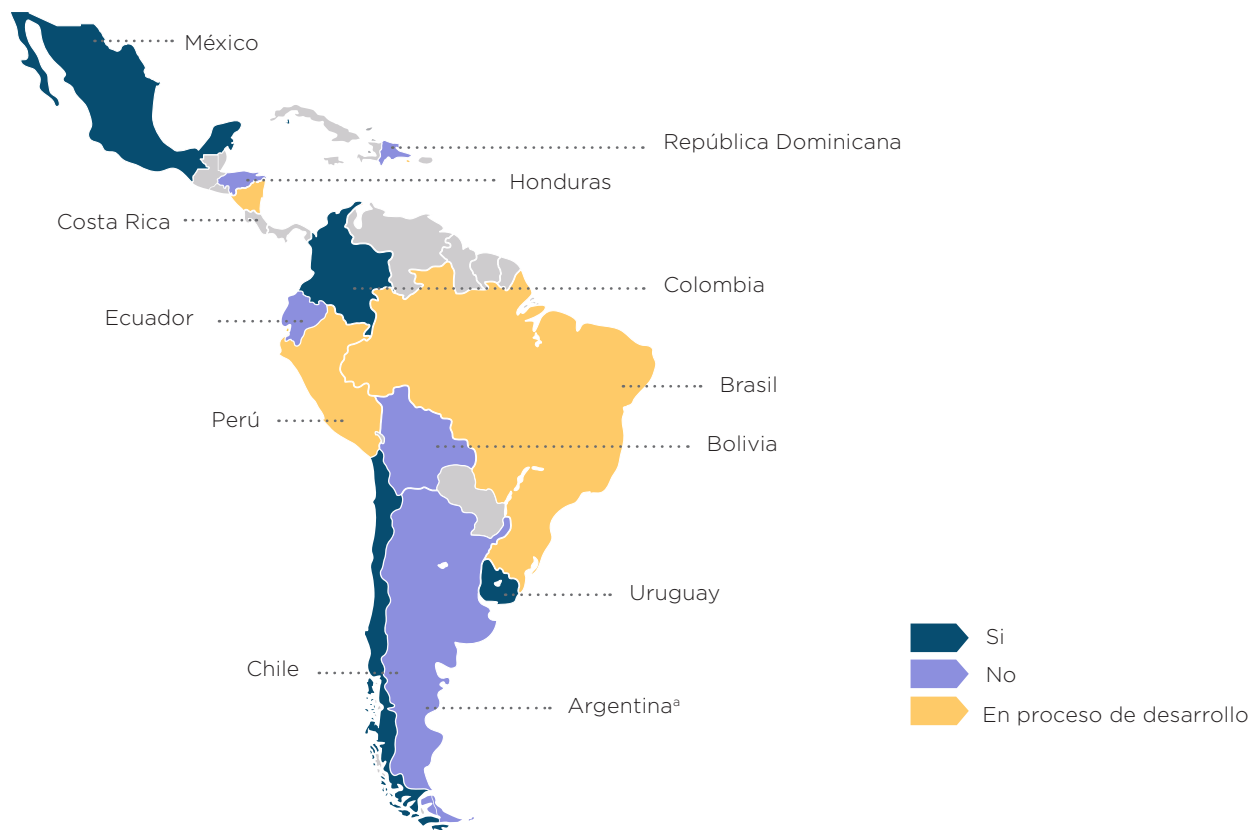 México
República Dominicana
Honduras
Costa Rica
Colombia
Ecuador
Brasil
Perú
Bolivia
Uruguay
Chile
Argentinaª
Si
No
En proceso de desarrollo